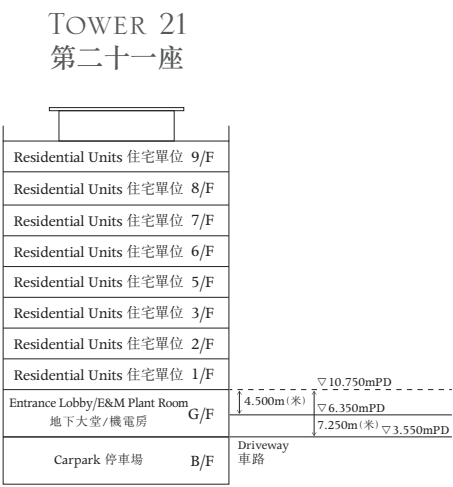 TOWER 21
第二十一座
Residential Units 住宅單位 9/F
Residential Units 住宅單位 8/F
Residential Units 住宅單位 7/F
Residential Units 住宅單位 6/F
Residential Units 住宅單位 5/F
Residential Units 住宅單位 3/F
Residential Units 住宅單位 2/F
Residential Units 住宅單位 1/F
▽10.750mPD
Entrance Lobby/E&M Plant Room
地下大堂/機電房
G/F
4.500m(米)
▽6.350mPD
7.250m(米)
▽3.550mPD
Driveway
車路
Carpark 停車場 B/F